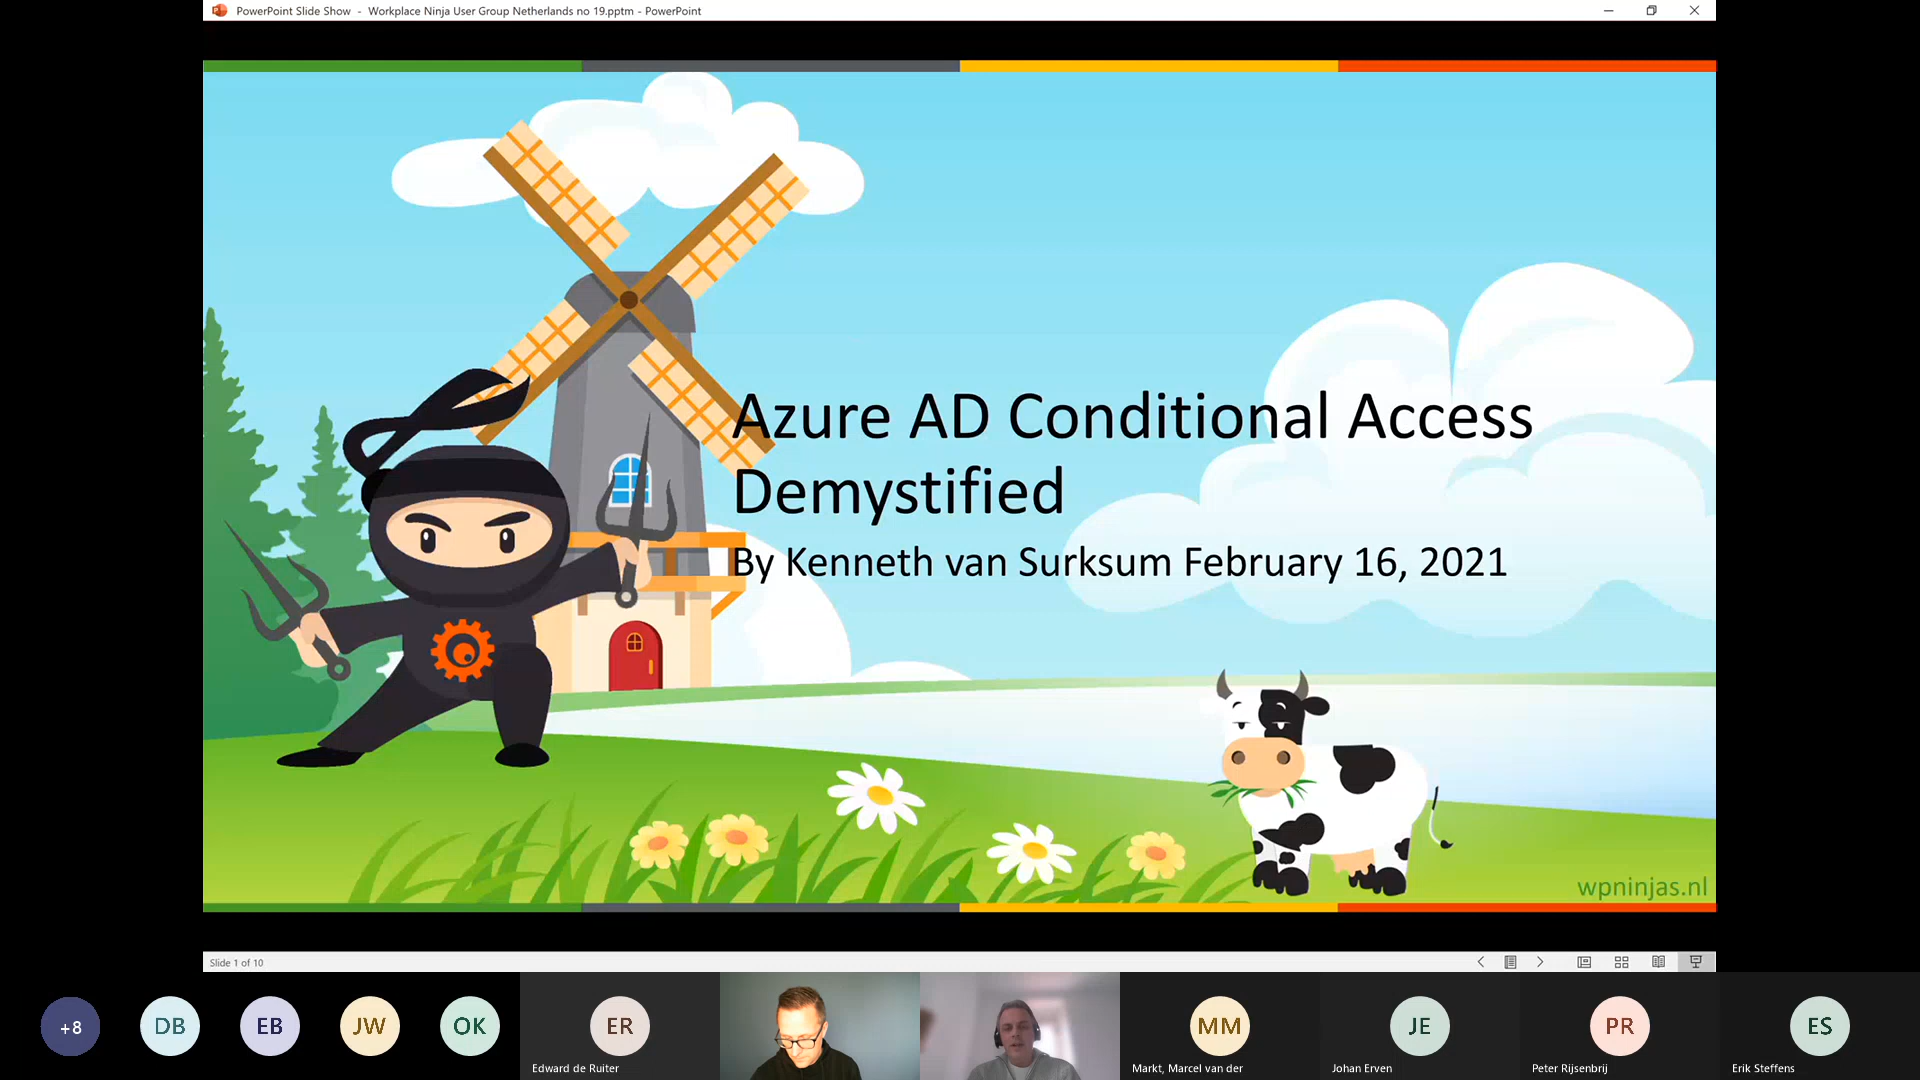 PowerPoint Slide Show - Workplace Ninja User Group Netherlands no 19.pptm - PowerPoint
Azure AD Conditional Access
Demystified
By Kenneth van Surksum February 16, 2021
wpninjas.nl
Slide 1 of 10
+8
DB
EB
JW
OK
ER
MM
JE
PR
ES
Edward de Ruiter
Markt, Marcel van der
Johan Erven
Peter Rijsenbrij
Erik Steffens